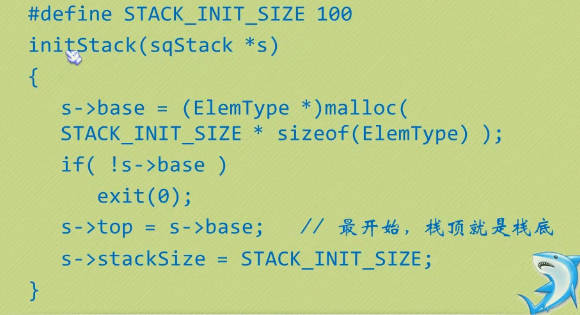 #define STACK_INIT_SIZE 100
initStack(sqStack *s)
{
s->base = (ElemType *)malloc(
STACK_INIT_SIZE * sizeof(ElemType) );
if( !s->base )
exit(0);
s->top = s->base;   // 最开始，栈顶就是栈底
s->stackSize = STACK_INIT_SIZE;
}